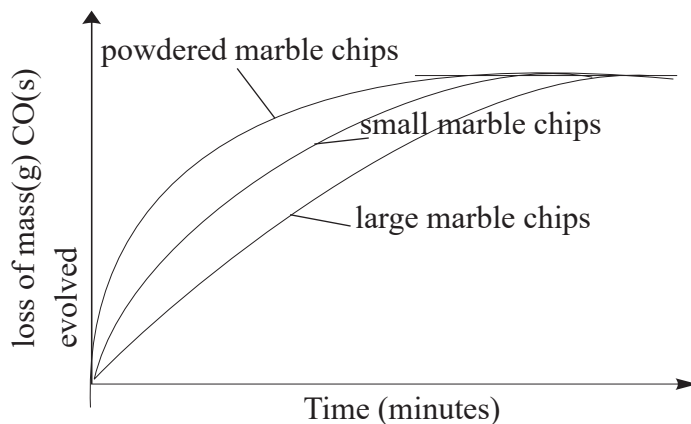 powdered marble chips
small marble chips
large marble chips
loss of mass(g) CO(s)
evolved
Time (minutes)